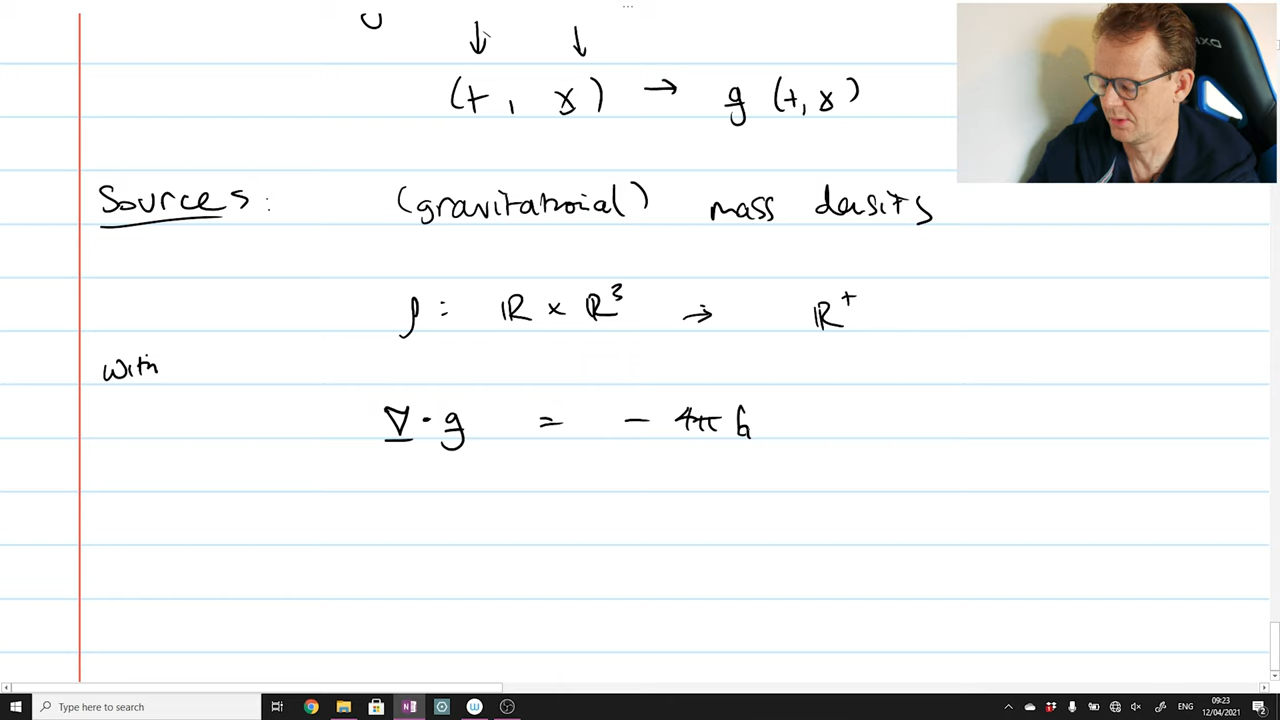 (t, x) → g (t, x)
Sources: (gravitational) mass density
ρ: ℝ × ℝ³ → ℝ⁺
with
∇ · g = − 4π G
Type here to search
ENG
09:23
12/04/2021